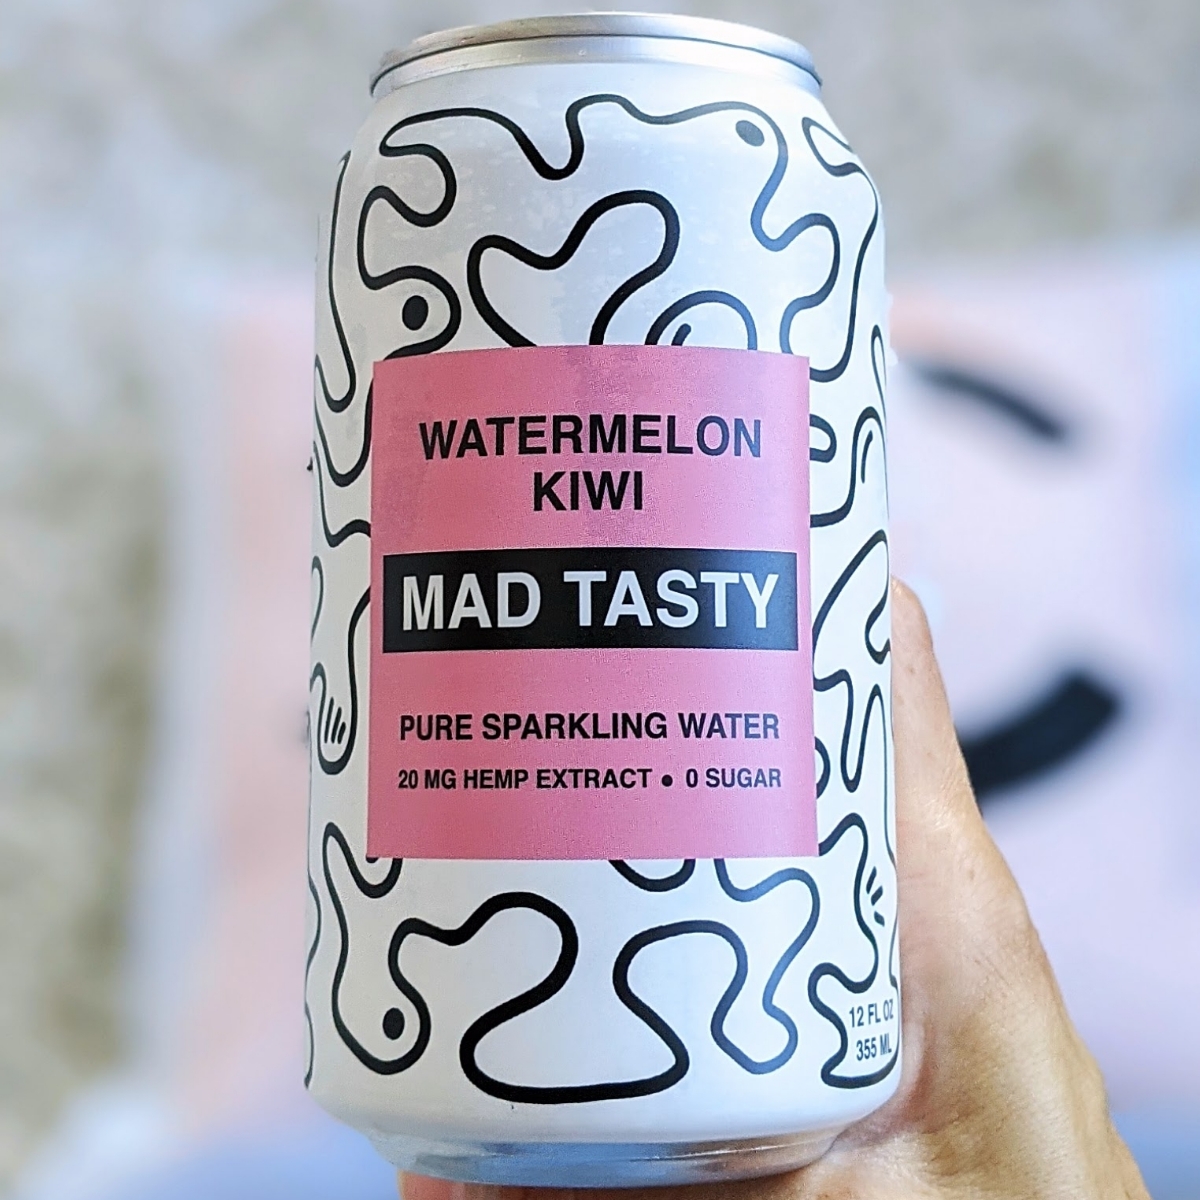 WATERMELON
KIWI
MAD TASTY
PURE SPARKLING WATER
20 MG HEMP EXTRACT • 0 SUGAR
12 FL OZ
355 ML